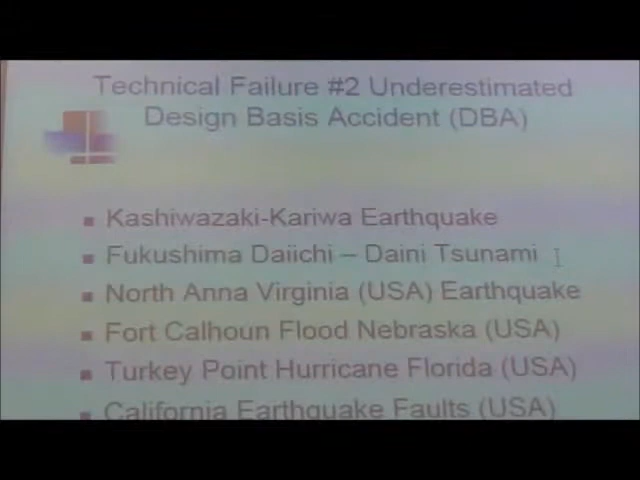 Technical Failure #2 Underestimated
Design Basis Accident (DBA)
Kashiwazaki-Kariwa Earthquake
Fukushima Daiichi – Daini Tsunami
North Anna Virginia (USA) Earthquake
Fort Calhoun Flood Nebraska (USA)
Turkey Point Hurricane Florida (USA)
California Earthquake Faults (USA)